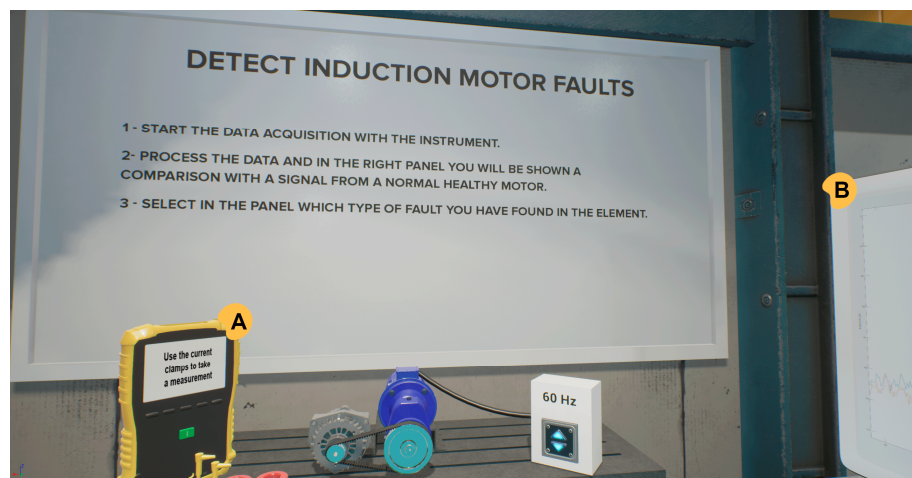 DETECT INDUCTION MOTOR FAULTS
1 - START THE DATA ACQUISITION WITH THE INSTRUMENT.
2- PROCESS THE DATA AND IN THE RIGHT PANEL YOU WILL BE SHOWN A
COMPARISON WITH A SIGNAL FROM A NORMAL HEALTHY MOTOR.
3 - SELECT IN THE PANEL WHICH TYPE OF FAULT YOU HAVE FOUND IN THE ELEMENT.
B
A
Use the current
clamps to take
a measurement
60 Hz